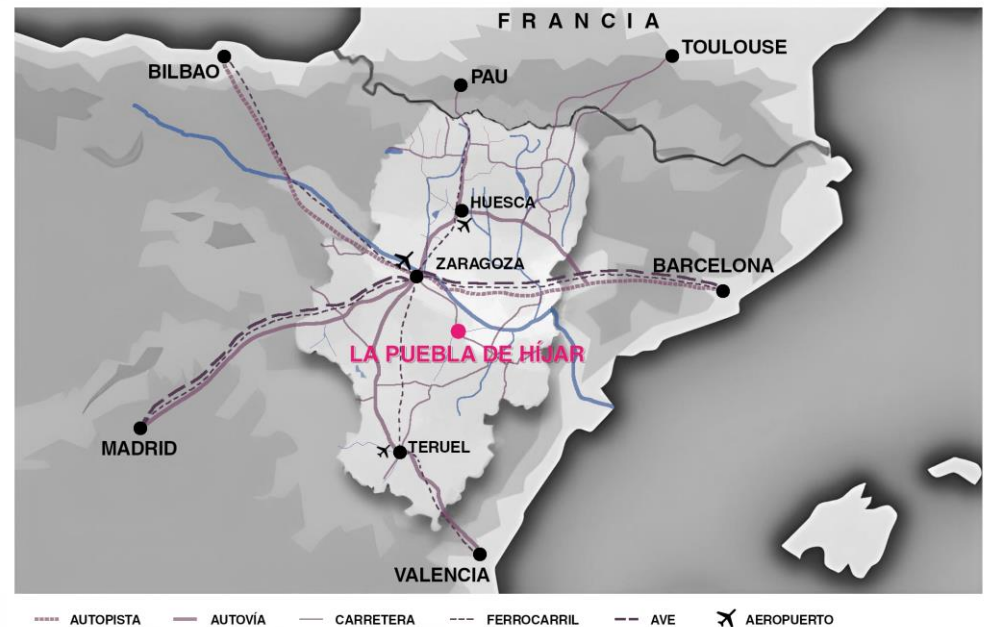 FRANCIA
TOULOUSE
BILBAO
PAU
HUESCA
ZARAGOZA
BARCELONA
LA PUEBLA DE HÍJAR
MADRID
TERUEL
VALENCIA
AUTOPISTA AUTOVÍA CARRETERA FERROCARRIL AVE AEROPUERTO